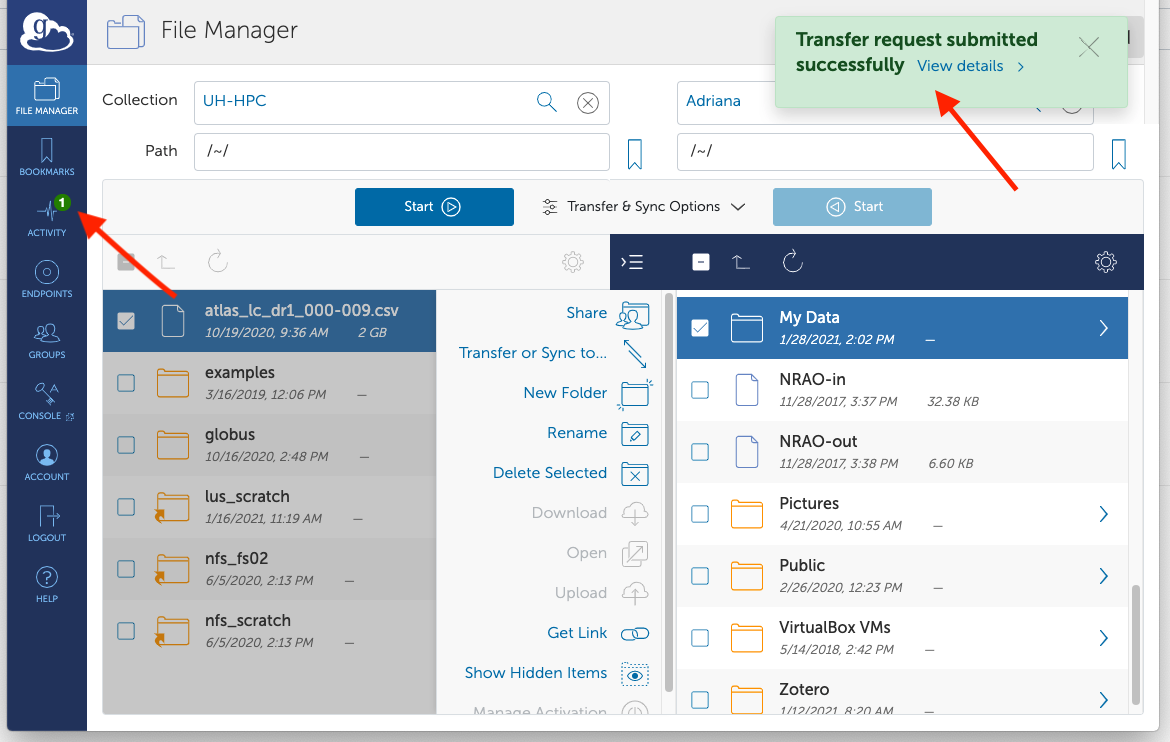 g
File Manager
Transfer request submitted
successfully View details
FILE MANAGER
Collection
UH-HPC
Adriana
Path
/~/
/~/
BOOKMARKS
1
ACTIVITY
Start
Transfer & Sync Options
Start
ENDPOINTS
GROUPS
CONSOLE
ACCOUNT
LOGOUT
HELP
atlas_lc_dr1_000-009.csv
10/19/2020, 9:36 AM 2 GB
examples
3/16/2019, 12:06 PM —
globus
10/16/2020, 2:48 PM —
lus_scratch
1/16/2021, 11:19 AM —
nfs_fs02
6/5/2020, 2:13 PM —
nfs_scratch
6/5/2020, 2:13 PM —
Share
Transfer or Sync to...
New Folder
Rename
Delete Selected
Download
Open
Upload
Get Link
Show Hidden Items
Manage Activation
My Data
1/28/2021, 2:02 PM —
NRAO-in
11/28/2017, 3:37 PM 32.38 KB
NRAO-out
11/28/2017, 3:38 PM 6.60 KB
Pictures
4/21/2020, 10:55 AM —
Public
2/26/2020, 12:23 PM —
VirtualBox VMs
5/14/2018, 2:42 PM —
Zotero
1/12/2021, 8:20 AM —